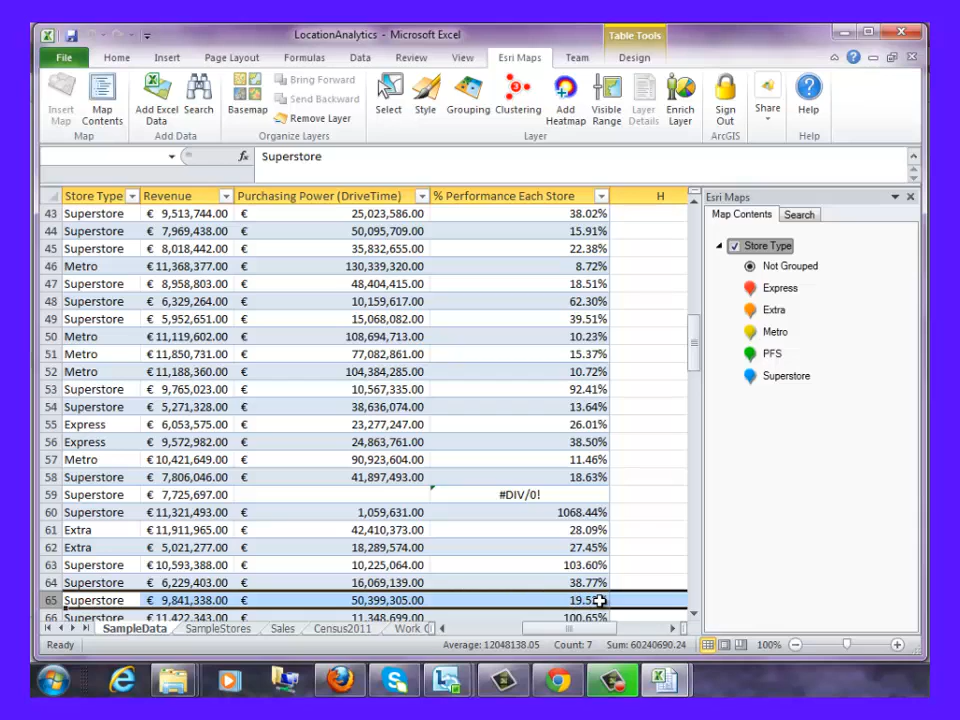 LocationAnalytics - Microsoft Excel
Table Tools
File Home Insert Page Layout Formulas Data Review View Esri Maps Team Design
Insert Map
Map Contents
Add Excel Data
Search
Basemap
Bring Forward
Send Backward
Remove Layer
Select
Style
Grouping
Clustering
Add Heatmap
Visible Range
Layer Details
Enrich Layer
Sign Out
Share
Help
Map Add Data Organize Layers Layer ArcGIS Help
fx Superstore
Store Type Revenue Purchasing Power (DriveTime) % Performance Each Store H
43 Superstore € 9,513,744.00 € 25,023,586.00 38.02%
44 Superstore € 7,969,438.00 € 50,095,709.00 15.91%
45 Superstore € 8,018,442.00 € 35,832,655.00 22.38%
46 Metro € 11,368,377.00 € 130,339,320.00 8.72%
47 Superstore € 8,958,803.00 € 48,404,415.00 18.51%
48 Superstore € 6,329,264.00 € 10,159,617.00 62.30%
49 Superstore € 5,952,651.00 € 15,068,082.00 39.51%
50 Metro € 11,119,602.00 € 108,694,713.00 10.23%
51 Metro € 11,850,731.00 € 77,082,861.00 15.37%
52 Metro € 11,188,360.00 € 104,384,285.00 10.72%
53 Superstore € 9,765,023.00 € 10,567,335.00 92.41%
54 Superstore € 5,271,328.00 € 38,636,074.00 13.64%
55 Express € 6,053,575.00 € 23,277,247.00 26.01%
56 Express € 9,572,982.00 € 24,863,761.00 38.50%
57 Metro € 10,421,649.00 € 90,923,604.00 11.46%
58 Superstore € 7,806,046.00 € 41,897,493.00 18.63%
59 Superstore € 7,725,697.00 #DIV/0!
60 Superstore € 11,321,493.00 € 1,059,631.00 1068.44%
61 Extra € 11,911,965.00 € 42,410,373.00 28.09%
62 Extra € 5,021,277.00 € 18,289,574.00 27.45%
63 Superstore € 10,593,388.00 € 10,225,064.00 103.60%
64 Superstore € 6,229,403.00 € 16,069,139.00 38.77%
65 Superstore € 9,841,338.00 € 50,399,305.00
66 Superstore € 11,422,343.00 € 11,348,699.00 100.65%
Esri Maps
Map Contents Search
Store Type
Not Grouped
Express
Extra
Metro
PFS
Superstore
SampleData SampleStores Sales Census2011 Work
Ready Average: 12048138.05 Count: 7 Sum: 60240690.24 100%